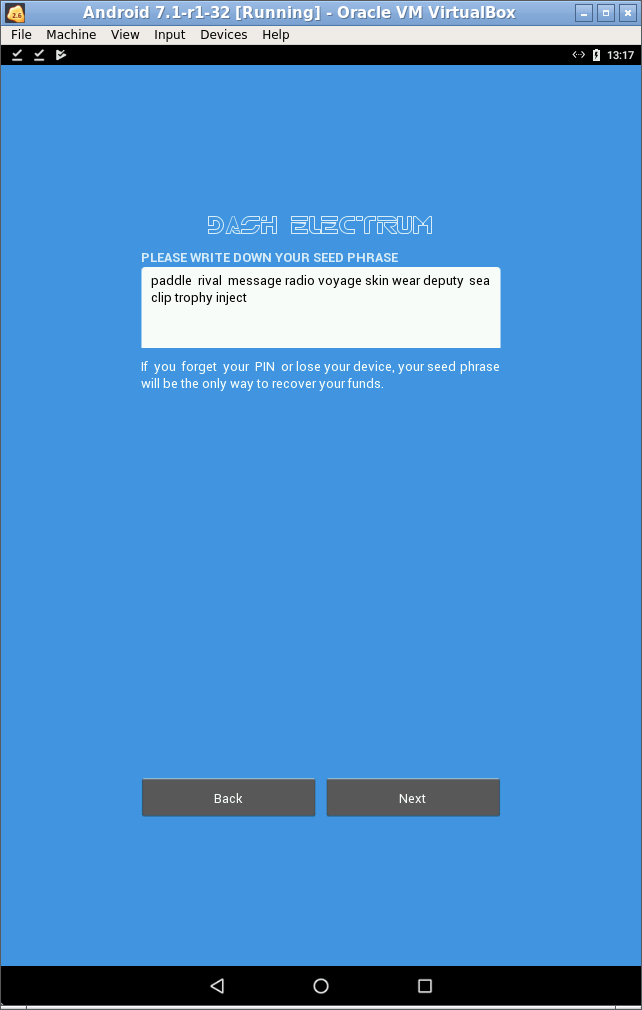 Android 7.1-r1-32 [Running] - Oracle VM VirtualBox
File Machine View Input Devices Help
13:17
DASH ELECTRUM
PLEASE WRITE DOWN YOUR SEED PHRASE
paddle rival message radio voyage skin wear deputy sea
clip trophy inject
If you forget your PIN or lose your device, your seed phrase
will be the only way to recover your funds.
Back Next